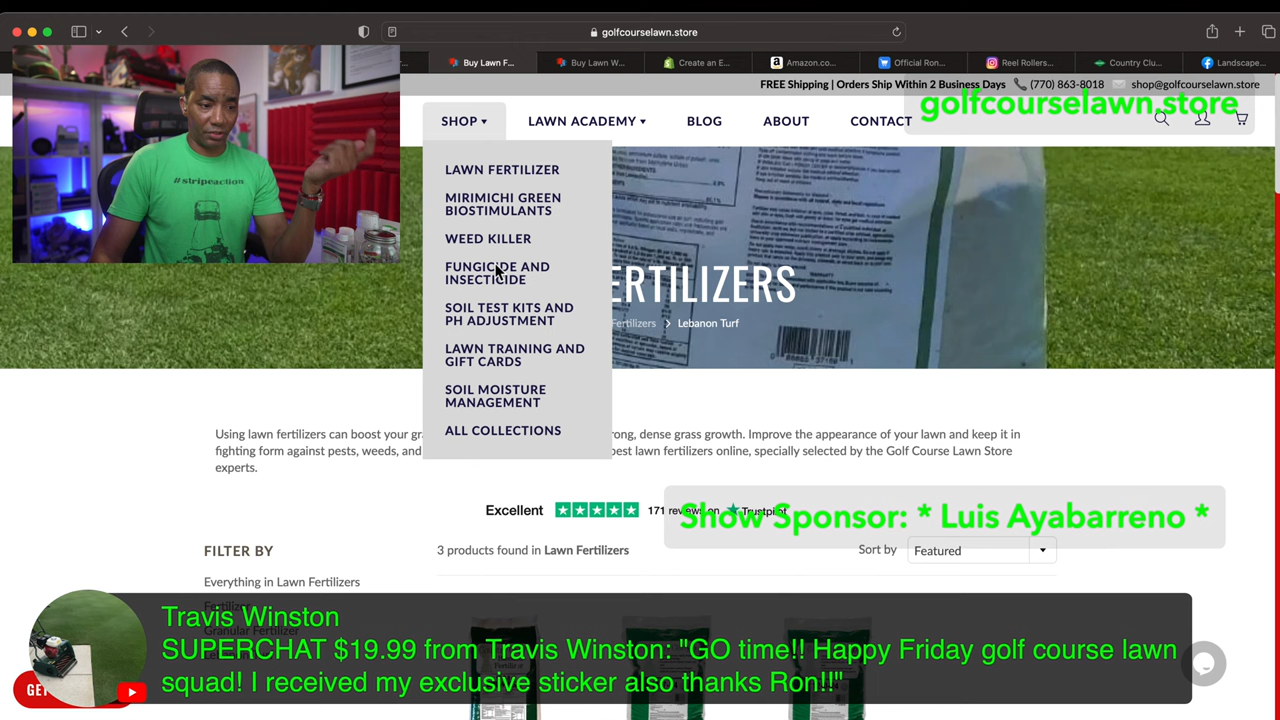 golfcourselawn.store
Buy Lawn F...
Buy Lawn W...
Create an E...
Amazon.co...
Official Ron...
Reel Rollers...
Country Clu...
Landscape...
FREE Shipping | Orders Ship Within 2 Business Days
(770) 863-8018
shop@golfcourselawn.store
golfcourselawn.store
#stripeaction
SHOP ▾
LAWN ACADEMY ▾
BLOG
ABOUT
CONTACT
LAWN FERTILIZER
MIRIMICHI GREEN
BIOSTIMULANTS
WEED KILLER
FUNGICIDE AND
INSECTICIDE
SOIL TEST KITS AND
PH ADJUSTMENT
LAWN TRAINING AND
GIFT CARDS
SOIL MOISTURE
MANAGEMENT
ALL COLLECTIONS
ERTILIZERS
Fertilizers > Lebanon Turf
Using lawn fertilizers can boost your gra
ong, dense grass growth. Improve the appearance of your lawn and keep it in
fighting form against pests, weeds, and
best lawn fertilizers online, specially selected by the Golf Course Lawn Store
experts.
Excellent
171 reviews on
Trustpilot
Show Sponsor: * Luis Ayabarreno *
FILTER BY
3 products found in Lawn Fertilizers
Sort by
Featured
Everything in Lawn Fertilizers
Fertilizer
Granular Fertilizer
GET
Travis Winston
SUPERCHAT $19.99 from Travis Winston: "GO time!! Happy Friday golf course lawn
squad! I received my exclusive sticker also thanks Ron!!"